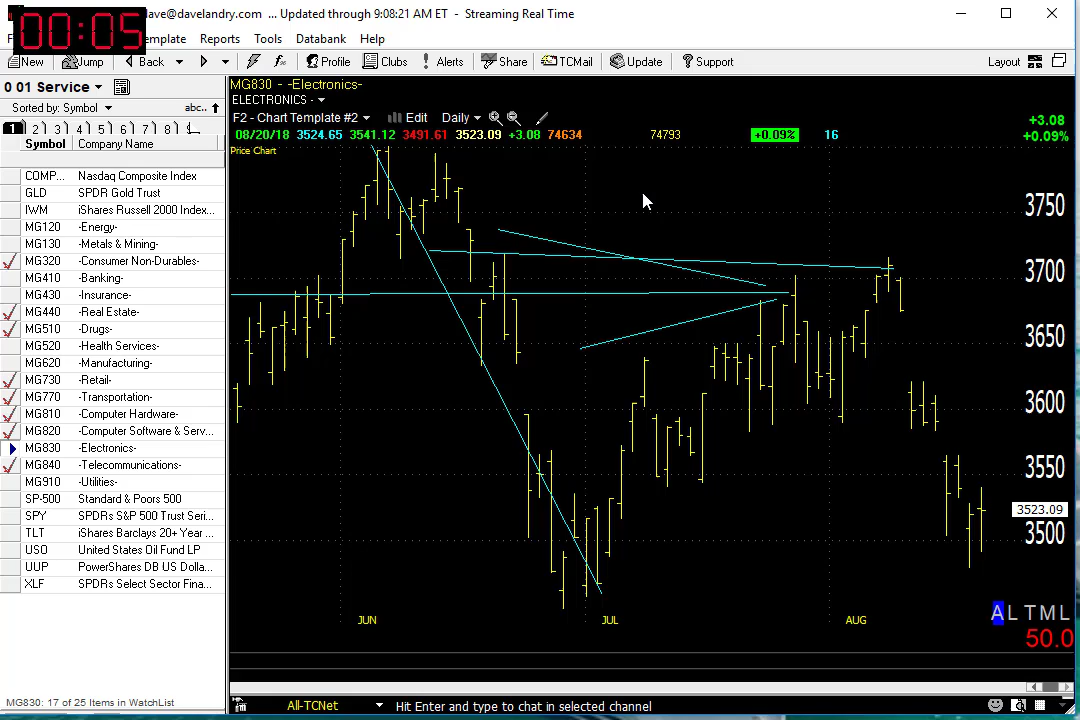 dave@davelandry.com ... Updated through 9:08:21 AM ET - Streaming Real Time
00:05
F emplate Reports Tools Databank Help
New Jump Back Profile Clubs Alerts Share TCMail Update Support Layout
0 01 Service
Sorted by: Symbol abc..
1 2 3 4 5 6 7 8
Symbol Company Name
COMP... Nasdaq Composite Index
GLD SPDR Gold Trust
IWM iShares Russell 2000 Index...
MG120 -Energy-
MG130 -Metals & Mining-
MG320 -Consumer Non-Durables-
MG410 -Banking-
MG430 -Insurance-
MG440 -Real Estate-
MG510 -Drugs-
MG520 -Health Services-
MG620 -Manufacturing-
MG730 -Retail-
MG770 -Transportation-
MG810 -Computer Hardware-
MG820 -Computer Software & Serv...
MG830 -Electronics-
MG840 -Telecommunications-
MG910 -Utilities-
SP-500 Standard & Poors 500
SPY SPDRs S&P 500 Trust Seri...
TLT iShares Barclays 20+ Year ...
USO United States Oil Fund LP
UUP PowerShares DB US Dolla...
XLF SPDRs Select Sector Fina...
MG830: 17 of 25 Items in WatchList
MG830 - -Electronics-
ELECTRONICS -
F2 - Chart Template #2 Edit Daily
08/20/18 3524.65 3541.12 3491.61 3523.09 +3.08 74634 74793 +0.09% 16
+3.08
+0.09%
Price Chart
3750
3700
3650
3600
3550
3523.09
3500
JUN JUL AUG
A L T M L
50.0
All-TCNet Hit Enter and type to chat in selected channel